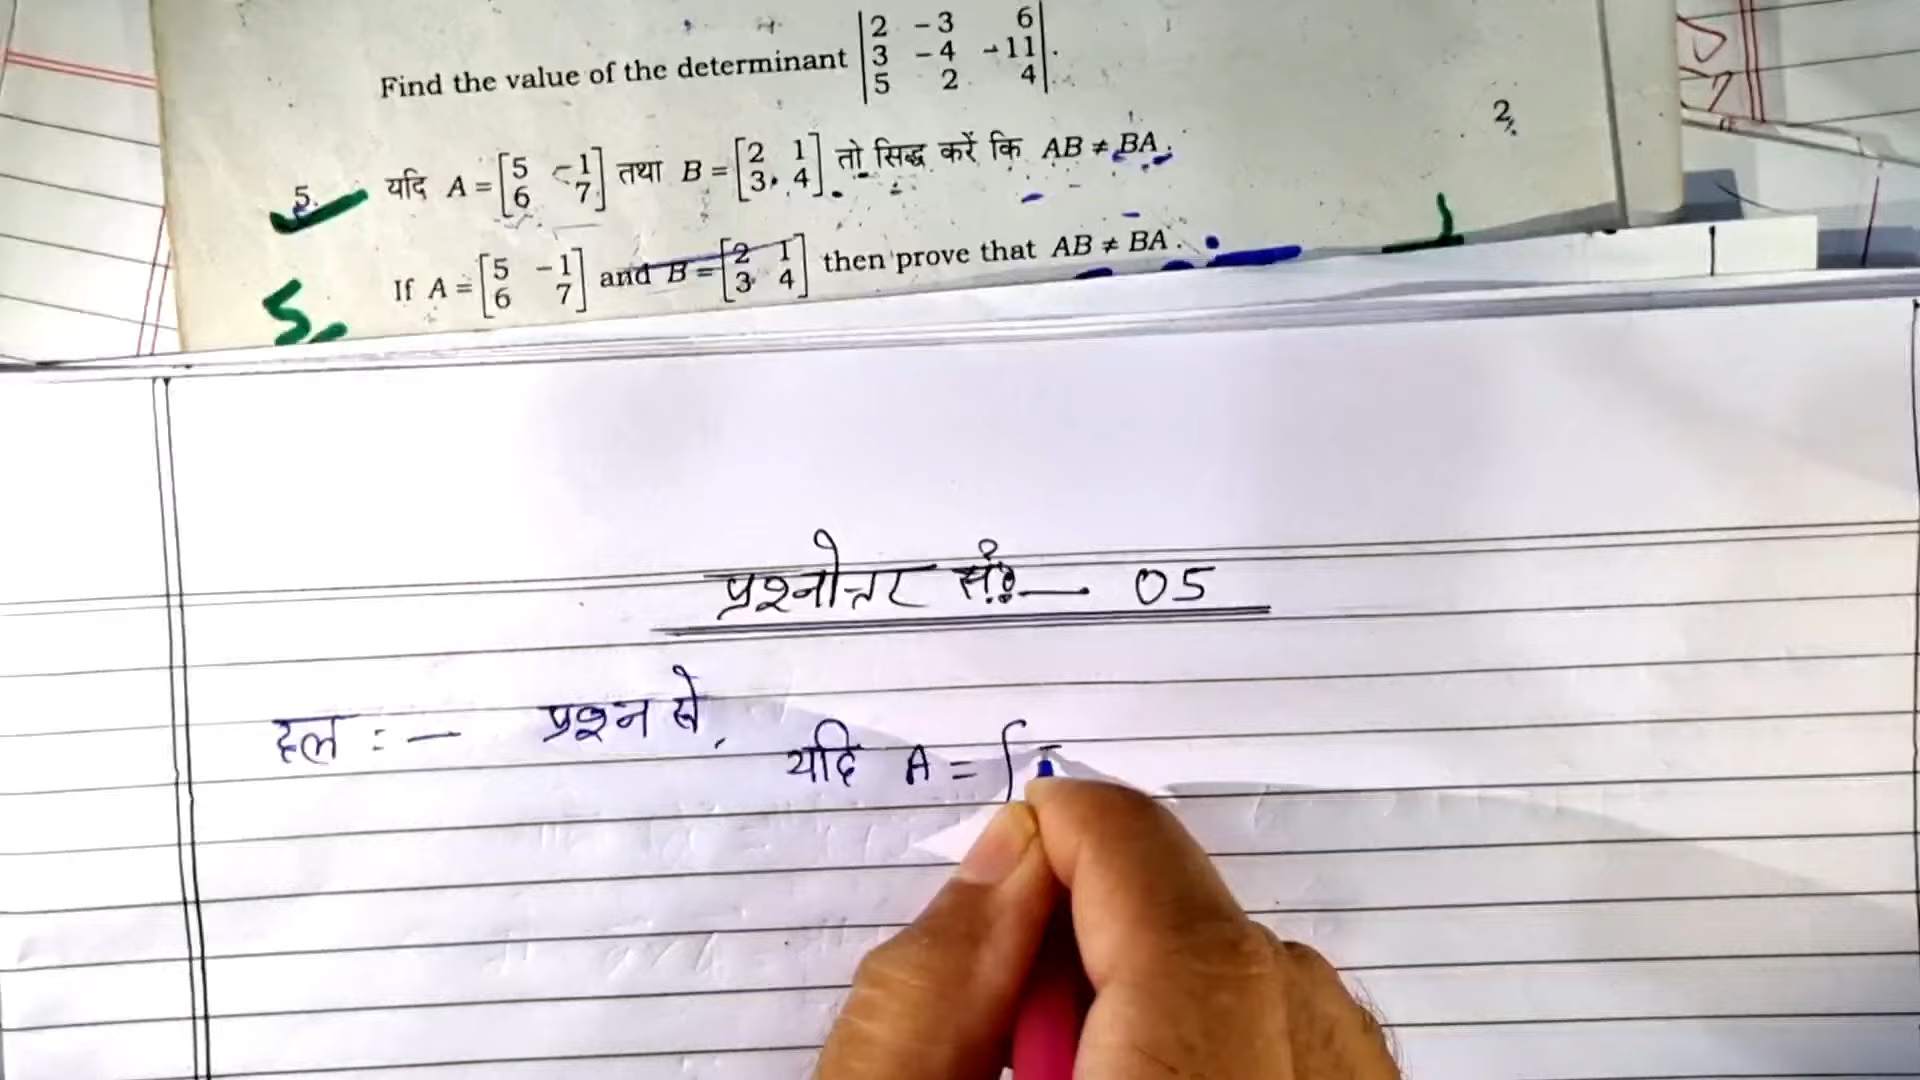 Find the value of the determinant |2 -3 6|
|3 -4 -11|.
|5 2 4|
2
5. यदि A = [5 -1] तथा B = [2 1] तो सिद्ध करें कि AB ≠ BA.
[6 7] [3 4]
5. If A = [5 -1] and B = [2 1] then prove that AB ≠ BA.
[6 7] [3 4]
प्रश्नोत्तर सं०— 05
हल :— प्रश्न से,
यदि A = [